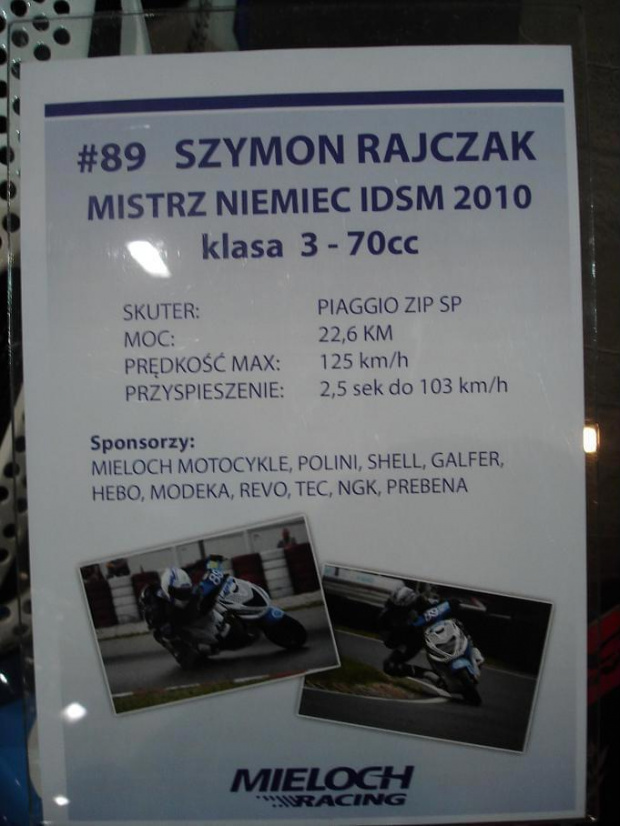 #89 SZYMON RAJCZAK
MISTRZ NIEMIEC IDSM 2010
klasa 3 - 70cc
SKUTER: PIAGGIO ZIP SP
MOC: 22,6 KM
PRĘDKOŚĆ MAX: 125 km/h
PRZYSPIESZENIE: 2,5 sek do 103 km/h
Sponsorzy:
MIELOCH MOTOCYKLE, POLINI, SHELL, GALFER,
HEBO, MODEKA, REVO, TEC, NGK, PREBENA
MIELOCH
RACING